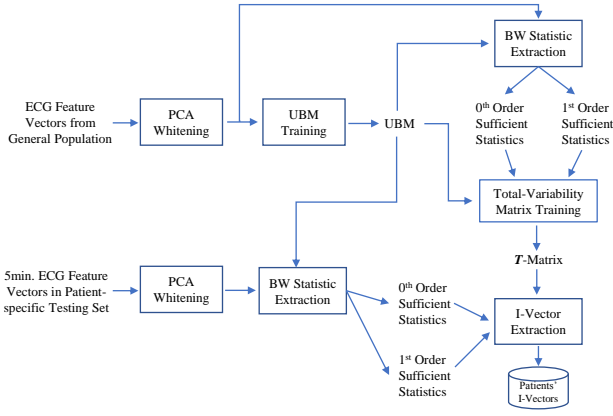 BW Statistic
Extraction
ECG Feature
Vectors from
General Population
PCA
Whitening
UBM
Training
UBM
0th Order
Sufficient
Statistics
1st Order
Sufficient
Statistics
Total-Variability
Matrix Training
T-Matrix
5min. ECG Feature
Vectors in Patient-
specific Testing Set
PCA
Whitening
BW Statistic
Extraction
0th Order
Sufficient
Statistics
1st Order
Sufficient
Statistics
I-Vector
Extraction
Patients'
I-Vectors